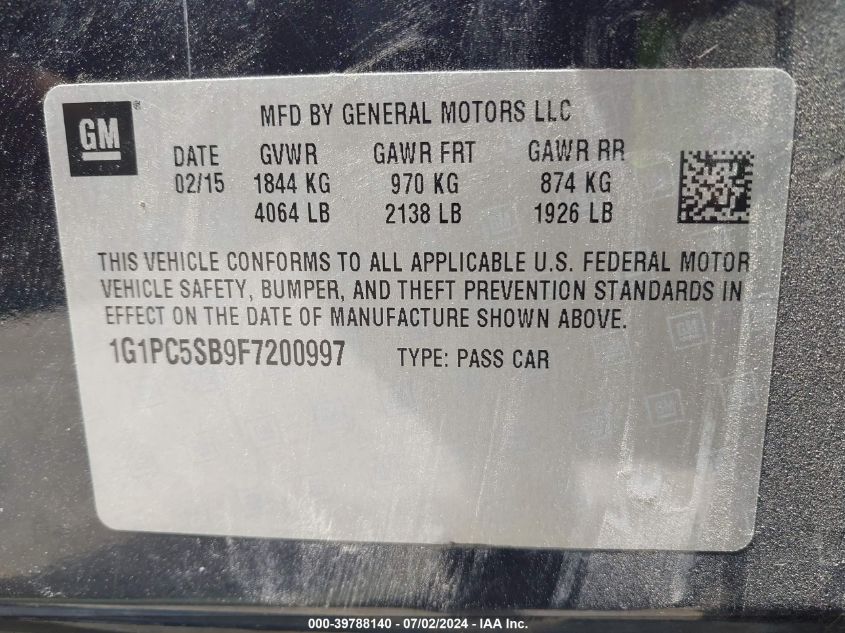 GM ®
MFD BY GENERAL MOTORS LLC
DATE GVWR GAWR FRT GAWR RR
02/15 1844 KG 970 KG 874 KG
4064 LB 2138 LB 1926 LB
THIS VEHICLE CONFORMS TO ALL APPLICABLE U.S. FEDERAL MOTOR
VEHICLE SAFETY, BUMPER, AND THEFT PREVENTION STANDARDS IN
EFFECT ON THE DATE OF MANUFACTURE SHOWN ABOVE.
1G1PC5SB9F7200997 TYPE: PASS CAR
000-39788140 - 07/02/2024 - IAA Inc.